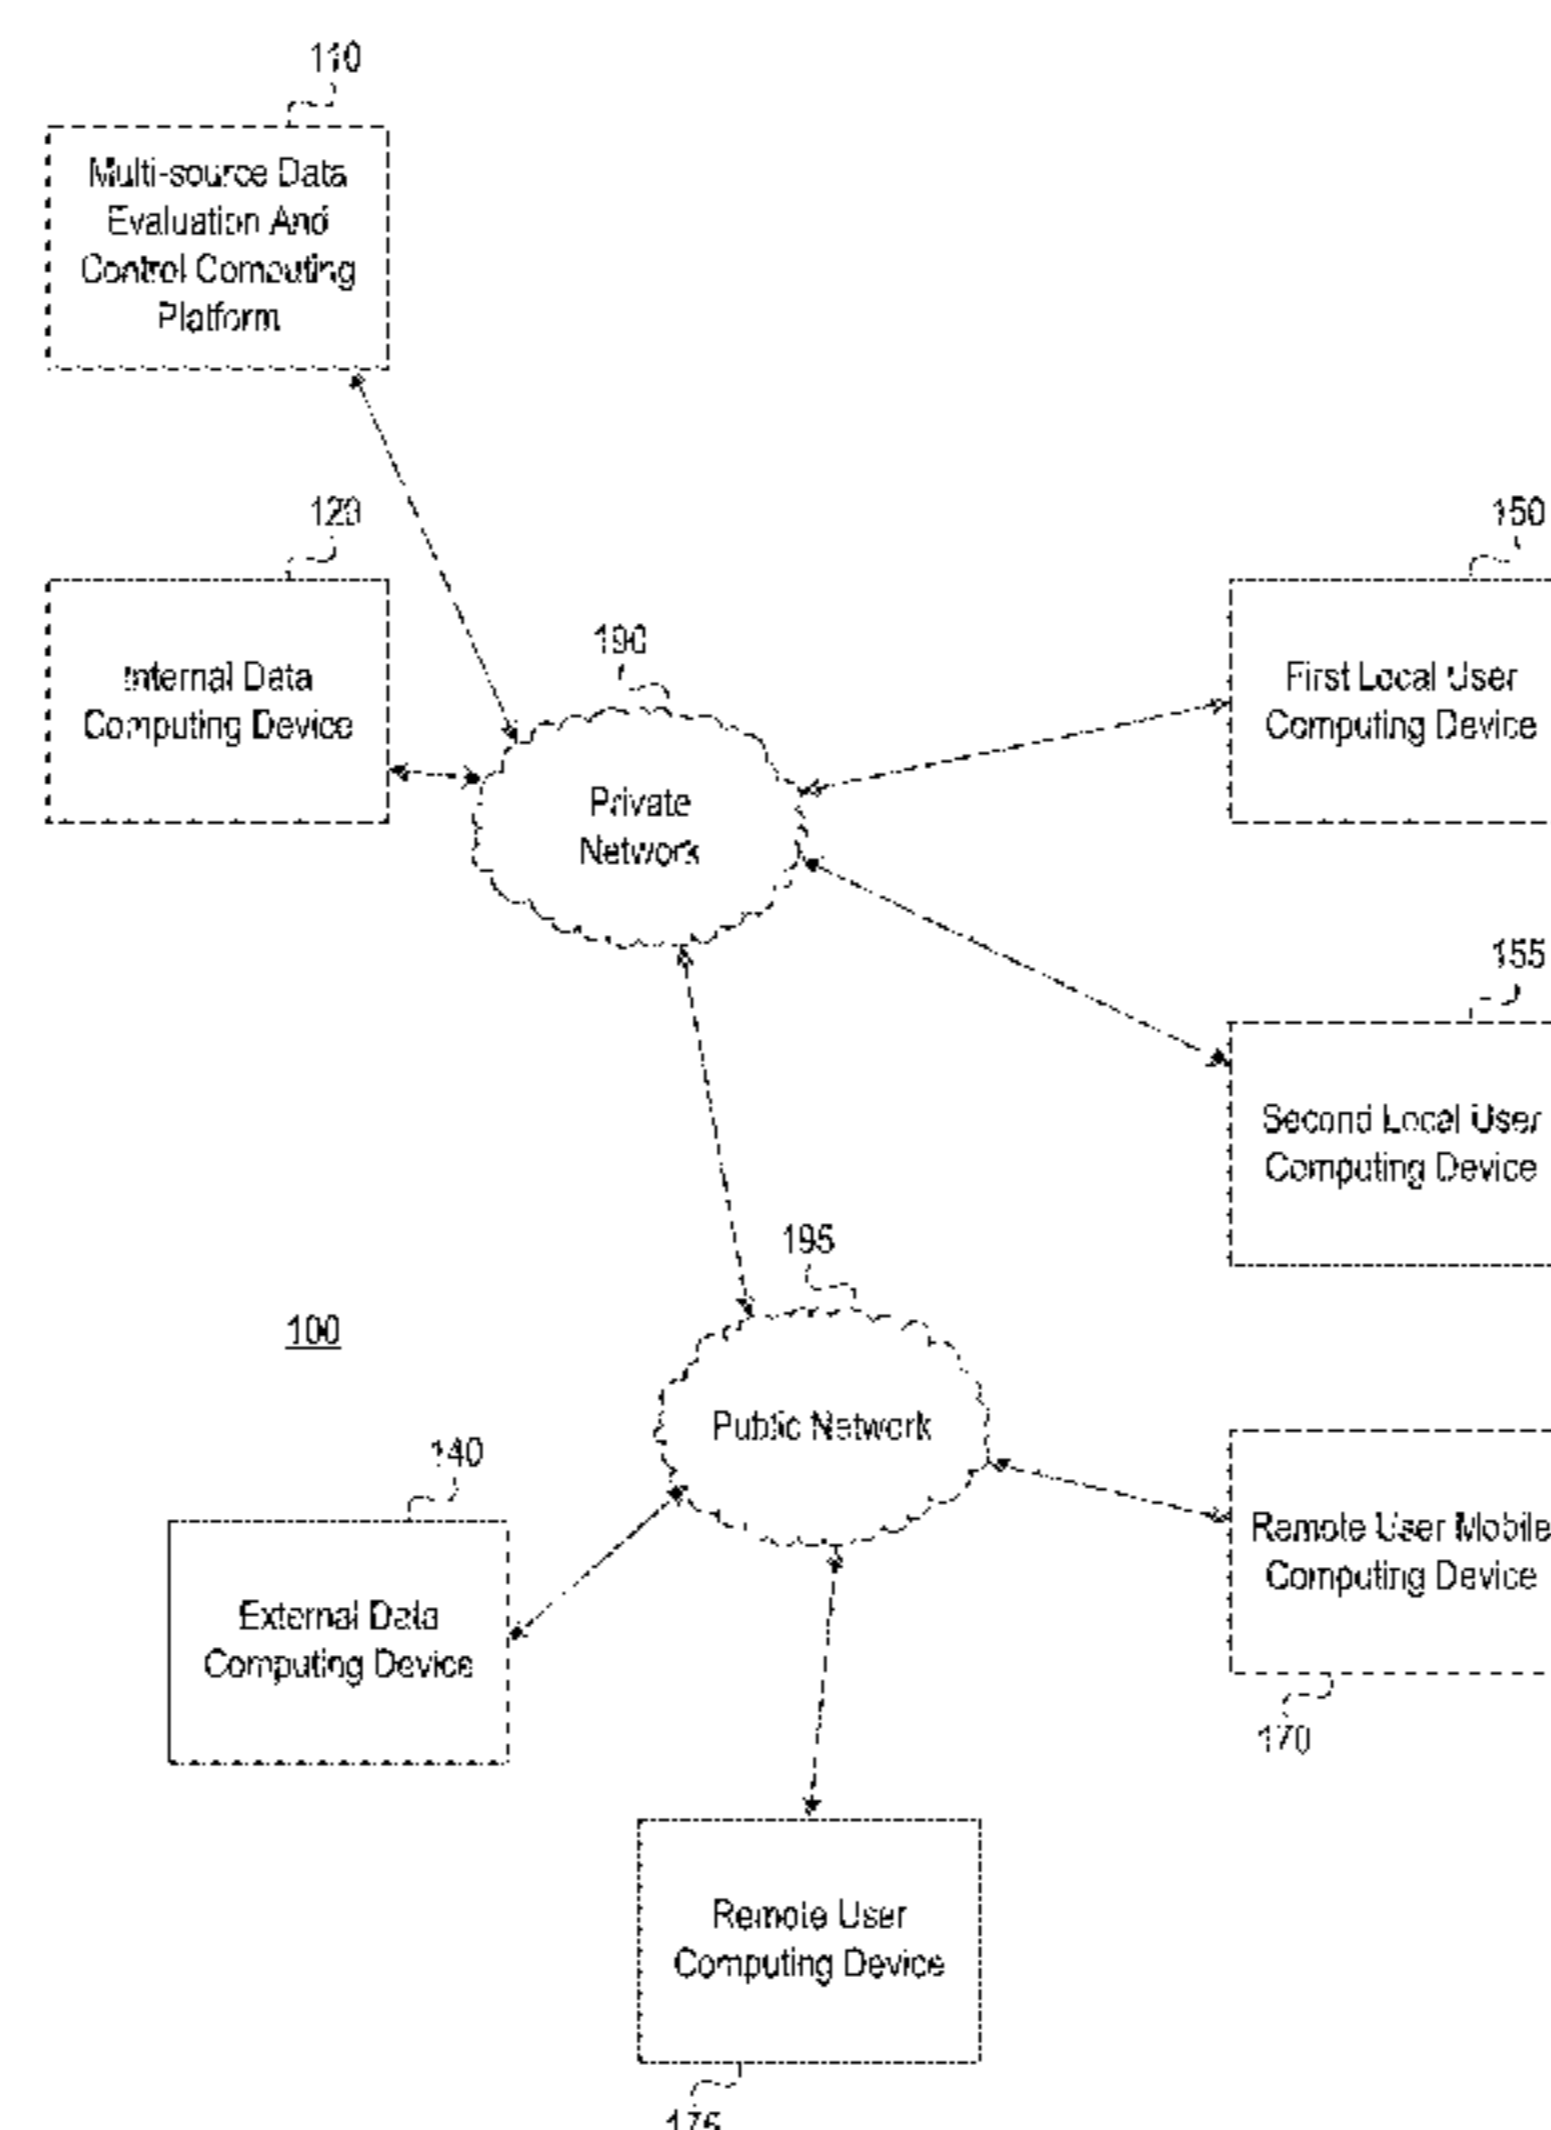 110
Multi-source Data
Evaluation And
Control Computing
Platform
120
Internal Data
Computing Device
190
Private
Network
150
First Local User
Computing Device
155
Second Local User
Computing Device
195
Public Network
100
140
External Data
Computing Device
Remote User Mobile
Computing Device
170
Remote User
Computing Device
175